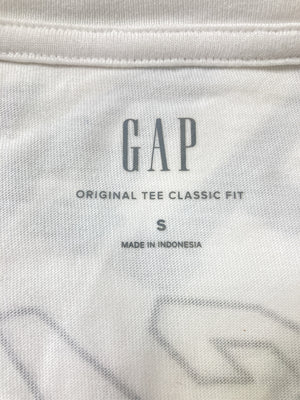 GAP
ORIGINAL TEE CLASSIC FIT
S
MADE IN INDONESIA